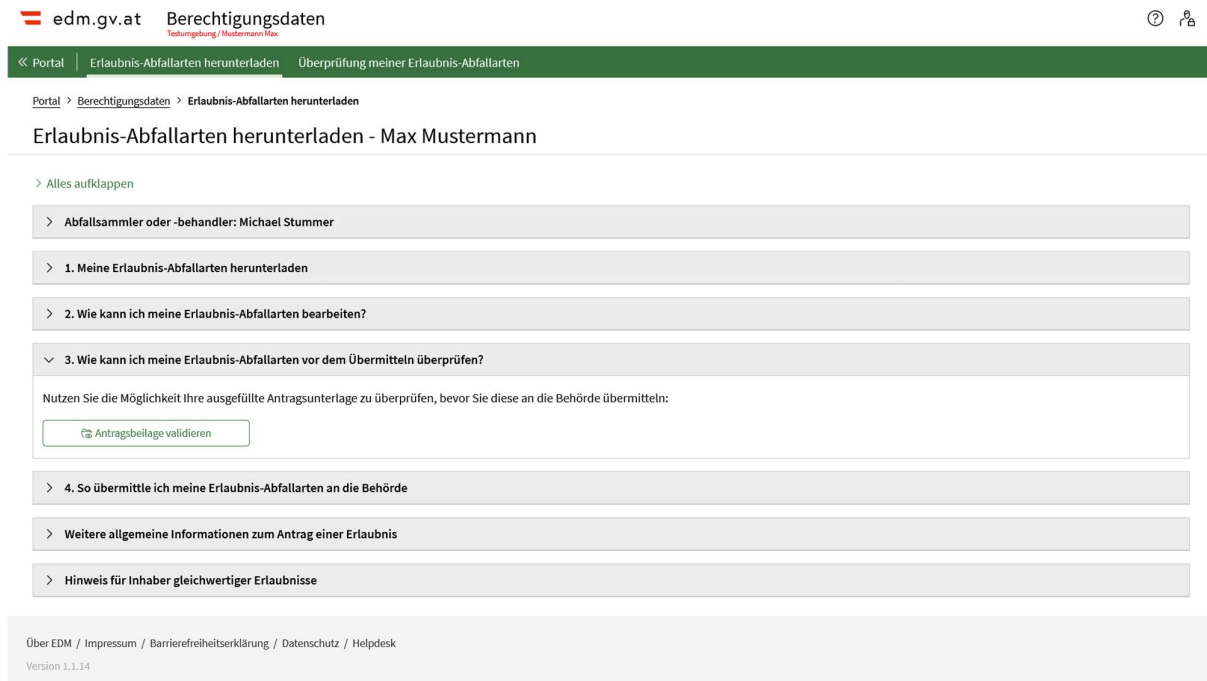 edm.gv.at Berechtigungsdaten
Testumgebung / Mustermann Max
Portal Erlaubnis-Abfallarten herunterladen Überprüfung meiner Erlaubnis-Abfallarten
Portal > Berechtigungsdaten > Erlaubnis-Abfallarten herunterladen
Erlaubnis-Abfallarten herunterladen - Max Mustermann
Alles aufklappen
Abfallsammler oder -behandler: Michael Stummer
1. Meine Erlaubnis-Abfallarten herunterladen
2. Wie kann ich meine Erlaubnis-Abfallarten bearbeiten?
3. Wie kann ich meine Erlaubnis-Abfallarten vor dem Übermitteln überprüfen?
Nutzen Sie die Möglichkeit Ihre ausgefüllte Antragsunterlage zu überprüfen, bevor Sie diese an die Behörde übermitteln:
Antragsbeilage validieren
4. So übermittle ich meine Erlaubnis-Abfallarten an die Behörde
Weitere allgemeine Informationen zum Antrag einer Erlaubnis
Hinweis für Inhaber gleichwertiger Erlaubnisse
Über EDM / Impressum / Barrierefreiheitserklärung / Datenschutz / Helpdesk
Version 1.1.14